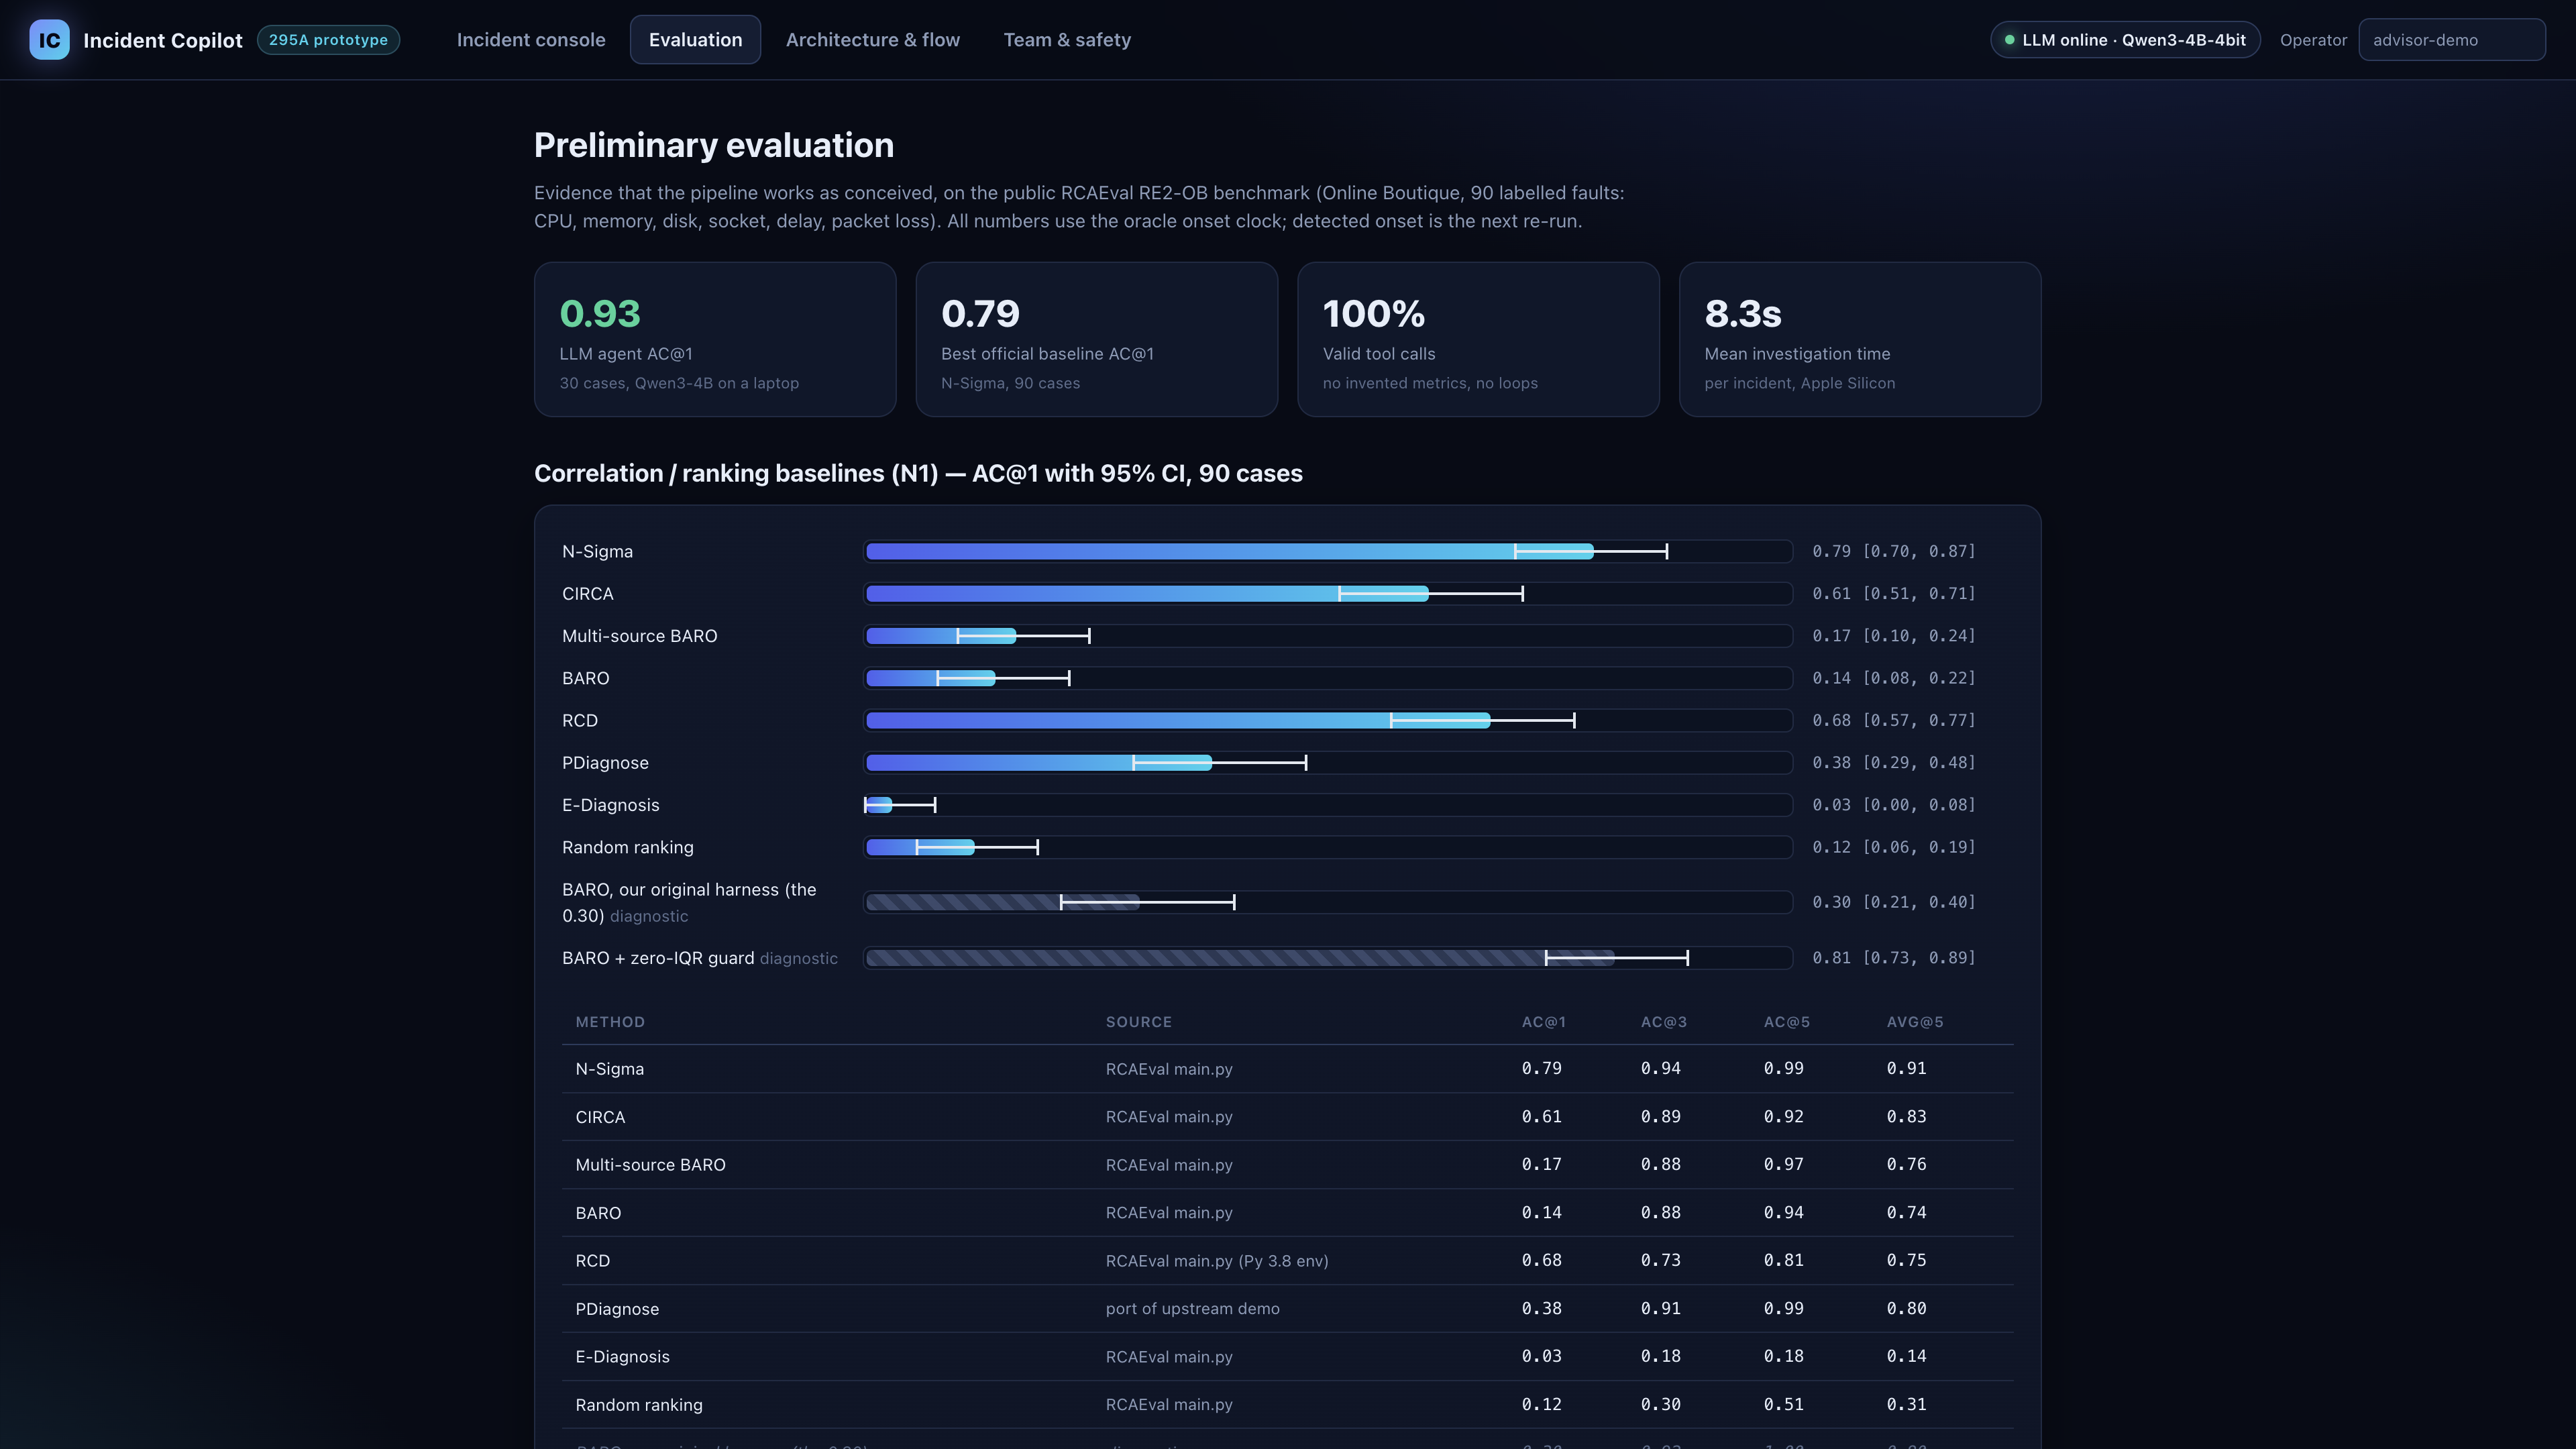 IC Incident Copilot 295A prototype Incident console Evaluation Architecture & flow Team & safety LLM online · Qwen3-4B-4bit Operator advisor-demo
Preliminary evaluation
Evidence that the pipeline works as conceived, on the public RCAEval RE2-OB benchmark (Online Boutique, 90 labelled faults:
CPU, memory, disk, socket, delay, packet loss). All numbers use the oracle onset clock; detected onset is the next re-run.
0.93
LLM agent AC@1
30 cases, Qwen3-4B on a laptop
0.79
Best official baseline AC@1
N-Sigma, 90 cases
100%
Valid tool calls
no invented metrics, no loops
8.3s
Mean investigation time
per incident, Apple Silicon
Correlation / ranking baselines (N1) — AC@1 with 95% CI, 90 cases
N-Sigma 0.79 [0.70, 0.87]
CIRCA 0.61 [0.51, 0.71]
Multi-source BARO 0.17 [0.10, 0.24]
BARO 0.14 [0.08, 0.22]
RCD 0.68 [0.57, 0.77]
PDiagnose 0.38 [0.29, 0.48]
E-Diagnosis 0.03 [0.00, 0.08]
Random ranking 0.12 [0.06, 0.19]
BARO, our original harness (the
0.30) diagnostic 0.30 [0.21, 0.40]
BARO + zero-IQR guard diagnostic 0.81 [0.73, 0.89]
METHOD SOURCE AC@1 AC@3 AC@5 AVG@5
N-Sigma RCAEval main.py 0.79 0.94 0.99 0.91
CIRCA RCAEval main.py 0.61 0.89 0.92 0.83
Multi-source BARO RCAEval main.py 0.17 0.88 0.97 0.76
BARO RCAEval main.py 0.14 0.88 0.94 0.74
RCD RCAEval main.py (Py 3.8 env) 0.68 0.73 0.81 0.75
PDiagnose port of upstream demo 0.38 0.91 0.99 0.80
E-Diagnosis RCAEval main.py 0.03 0.18 0.18 0.14
Random ranking RCAEval main.py 0.12 0.30 0.51 0.31